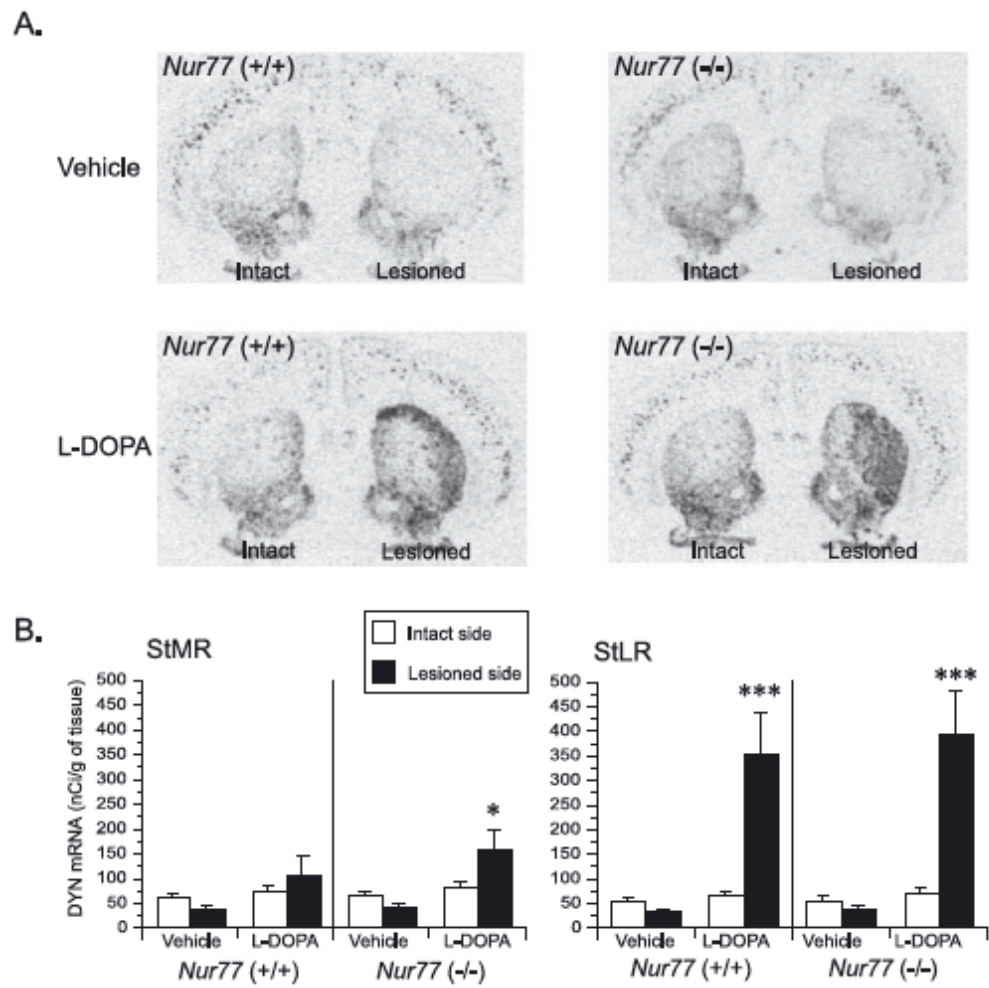 A.
Nur77 (+/+)
Nur77 (-/-)
Vehicle
Intact
Lesioned
Intact
Lesioned
Nur77 (+/+)
Nur77 (-/-)
L-DOPA
Intact
Lesioned
Intact
Lesioned
B.
Intact side
Lesioned side
StMR
DYN mRNA (nCi/g of tissue)
500
450
400
350
300
250
200
150
100
50
0
*
Vehicle
L-DOPA
Vehicle
L-DOPA
Nur77 (+/+)
Nur77 (-/-)
StLR
500
450
400
350
300
250
200
150
100
50
0
***
***
Vehicle
L-DOPA
Vehicle
L-DOPA
Nur77 (+/+)
Nur77 (-/-)